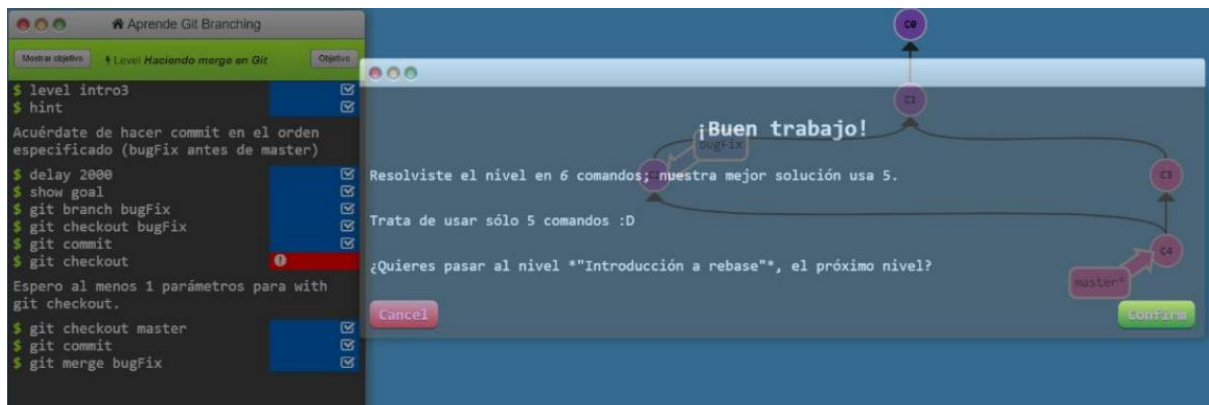 Aprende Git Branching
Mostrar objetivo
Level Haciendo merge en Git
Objetivo
$ level intro3
$ hint
Acuérdate de hacer commit en el orden
especificado (bugFix antes de master)
$ delay 2000
$ show goal
$ git branch bugFix
$ git checkout bugFix
$ git commit
$ git checkout
Espero al menos 1 parámetros para with
git checkout.
$ git checkout master
$ git commit
$ git merge bugFix
C0
C1
¡Buen trabajo!
bugFix
Resolviste el nivel en 6 comandos; nuestra mejor solución usa 5.
C3
Trata de usar sólo 5 comandos :D
C4
¿Quieres pasar al nivel *"Introducción a rebase"*, el próximo nivel?
master*
Cancel
Confirm